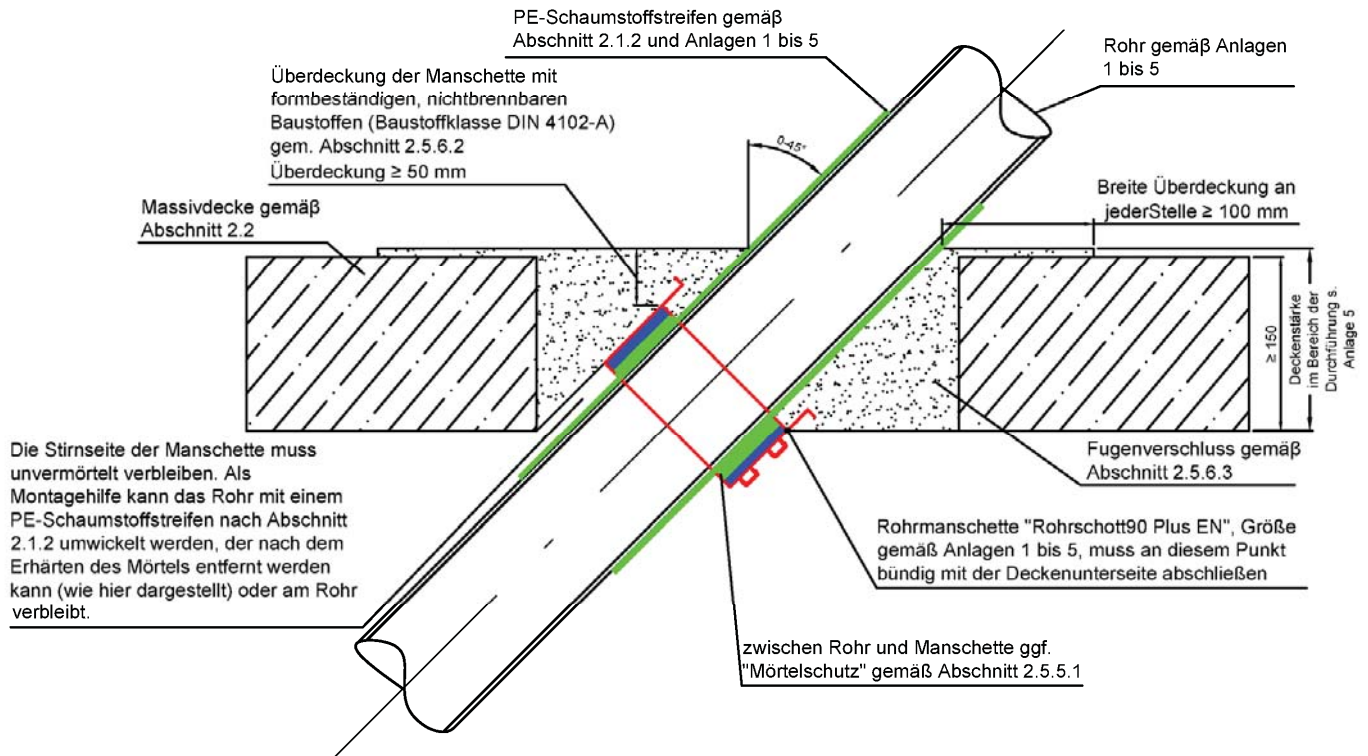 PE-Schaumstoffstreifen gemäß
Abschnitt 2.1.2 und Anlagen 1 bis 5
Rohr gemäß Anlagen
1 bis 5
Überdeckung der Manschette mit
formbeständigen, nichtbrennbaren
Baustoffen (Baustoffklasse DIN 4102-A)
gem. Abschnitt 2.5.6.2
Überdeckung ≥ 50 mm
0-45°
Breite Überdeckung an
jederStelle ≥ 100 mm
Massivdecke gemäß
Abschnitt 2.2
≥ 150
Deckenstärke
im Bereich der
Durchführung s.
Anlage 5
Die Stirnseite der Manschette muss
unvermörtelt verbleiben. Als
Montagehilfe kann das Rohr mit einem
PE-Schaumstoffstreifen nach Abschnitt
2.1.2 umwickelt werden, der nach dem
Erhärten des Mörtels entfernt werden
kann (wie hier dargestellt) oder am Rohr
verbleibt.
Fugenverschluss gemäß
Abschnitt 2.5.6.3
Rohrmanschette "Rohrschott90 Plus EN", Größe
gemäß Anlagen 1 bis 5, muss an diesem Punkt
bündig mit der Deckenunterseite abschließen
zwischen Rohr und Manschette ggf.
"Mörtelschutz" gemäß Abschnitt 2.5.5.1